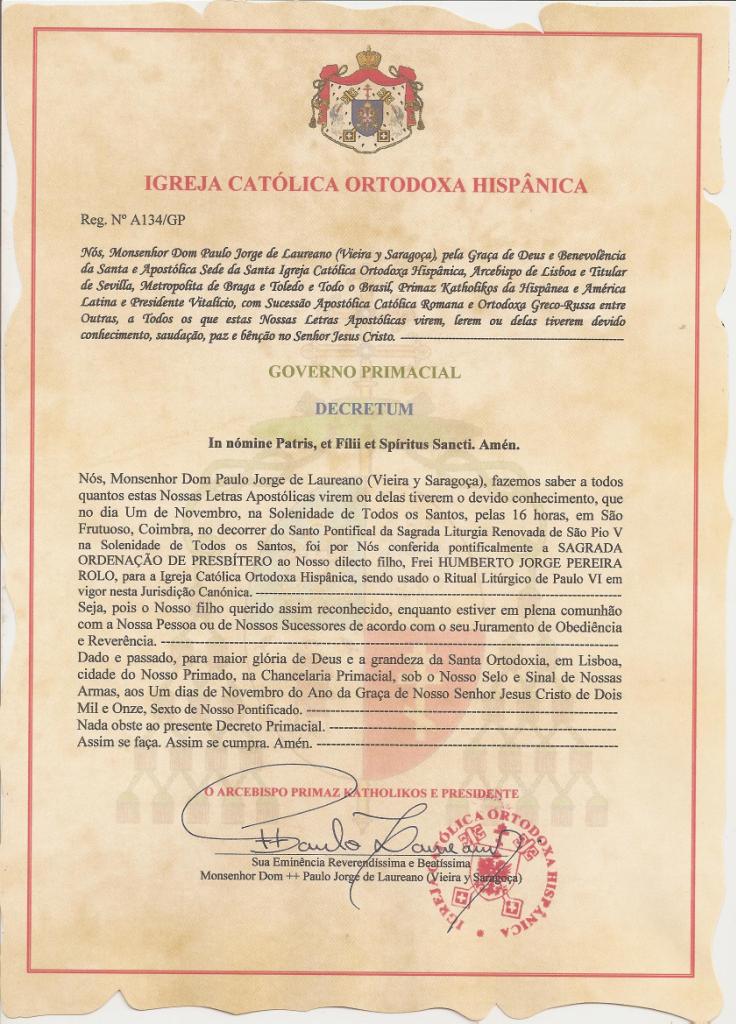 IGREJA CATÓLICA ORTODOXA HISPÂNICA
Reg. Nº A134/GP
Nós, Monsenhor Dom Paulo Jorge de Laureano (Vieira y Saragoça), pela Graça de Deus e Benevolência
da Santa e Apostólica Sede da Santa Igreja Católica Ortodoxa Hispânica, Arcebispo de Lisboa e Titular
de Sevilla, Metropolita de Braga e Toledo e Todo o Brasil, Primaz Katholikos da Hispânea e América
Latina e Presidente Vitalício, com Sucessão Apostólica Católica Romana e Ortodoxa Greco-Russa entre
Outras, a Todos os que estas Nossas Letras Apostólicas virem, lerem ou delas tiverem devido
conhecimento, saudação, paz e bênção no Senhor Jesus Cristo. ----------
GOVERNO PRIMACIAL
DECRETUM
In nómine Patris, et Fílii et Spíritus Sancti. Amén.
Nós, Monsenhor Dom Paulo Jorge de Laureano (Vieira y Saragoça), fazemos saber a todos
quantos estas Nossas Letras Apostólicas virem ou delas tiverem o devido conhecimento, que
no dia Um de Novembro, na Solenidade de Todos os Santos, pelas 16 horas, em São
Frutuoso, Coimbra, no decorrer do Santo Pontifical da Sagrada Liturgia Renovada de São Pio V
na Solenidade de Todos os Santos, foi por Nós conferida pontificalmente a SAGRADA
ORDENAÇÃO DE PRESBÍTERO ao Nosso dilecto filho, Frei HUMBERTO JORGE PEREIRA
ROLO, para a Igreja Católica Ortodoxa Hispânica, sendo usado o Ritual Litúrgico de Paulo VI em
vigor nesta Jurisdição Canónica. ----------
Seja, pois o Nosso filho querido assim reconhecido, enquanto estiver em plena comunhão
com a Nossa Pessoa ou de Nossos Sucessores de acordo com o seu Juramento de Obediência
e Reverência. ----------
Dado e passado, para maior glória de Deus e a grandeza da Santa Ortodoxia, em Lisboa,
cidade do Nosso Primado, na Chancelaria Primacial, sob o Nosso Selo e Sinal de Nossas
Armas, aos Um dias de Novembro do Ano da Graça de Nosso Senhor Jesus Cristo de Dois
Mil e Onze, Sexto de Nosso Pontificado. ----------
Nada obste ao presente Decreto Primacial. ----------
Assim se faça. Assim se cumpra. Amén. ----------
O ARCEBISPO PRIMAZ KATHOLIKOS E PRESIDENTE
++Paulo Laureano
Sua Eminência Reverendíssima e Beatíssima
Monsenhor Dom ++ Paulo Jorge de Laureano (Vieira y Saragoça)
IGREJA CATÓLICA ORTODOXA HISPÂNICA